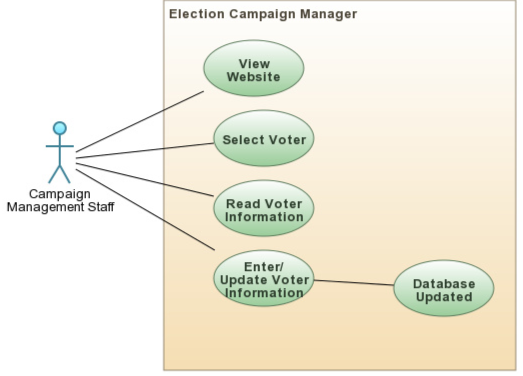 Election Campaign Manager
View
Website
Select Voter
Read Voter
Information
Enter/
Update Voter
Information
Database
Updated
Campaign
Management Staff